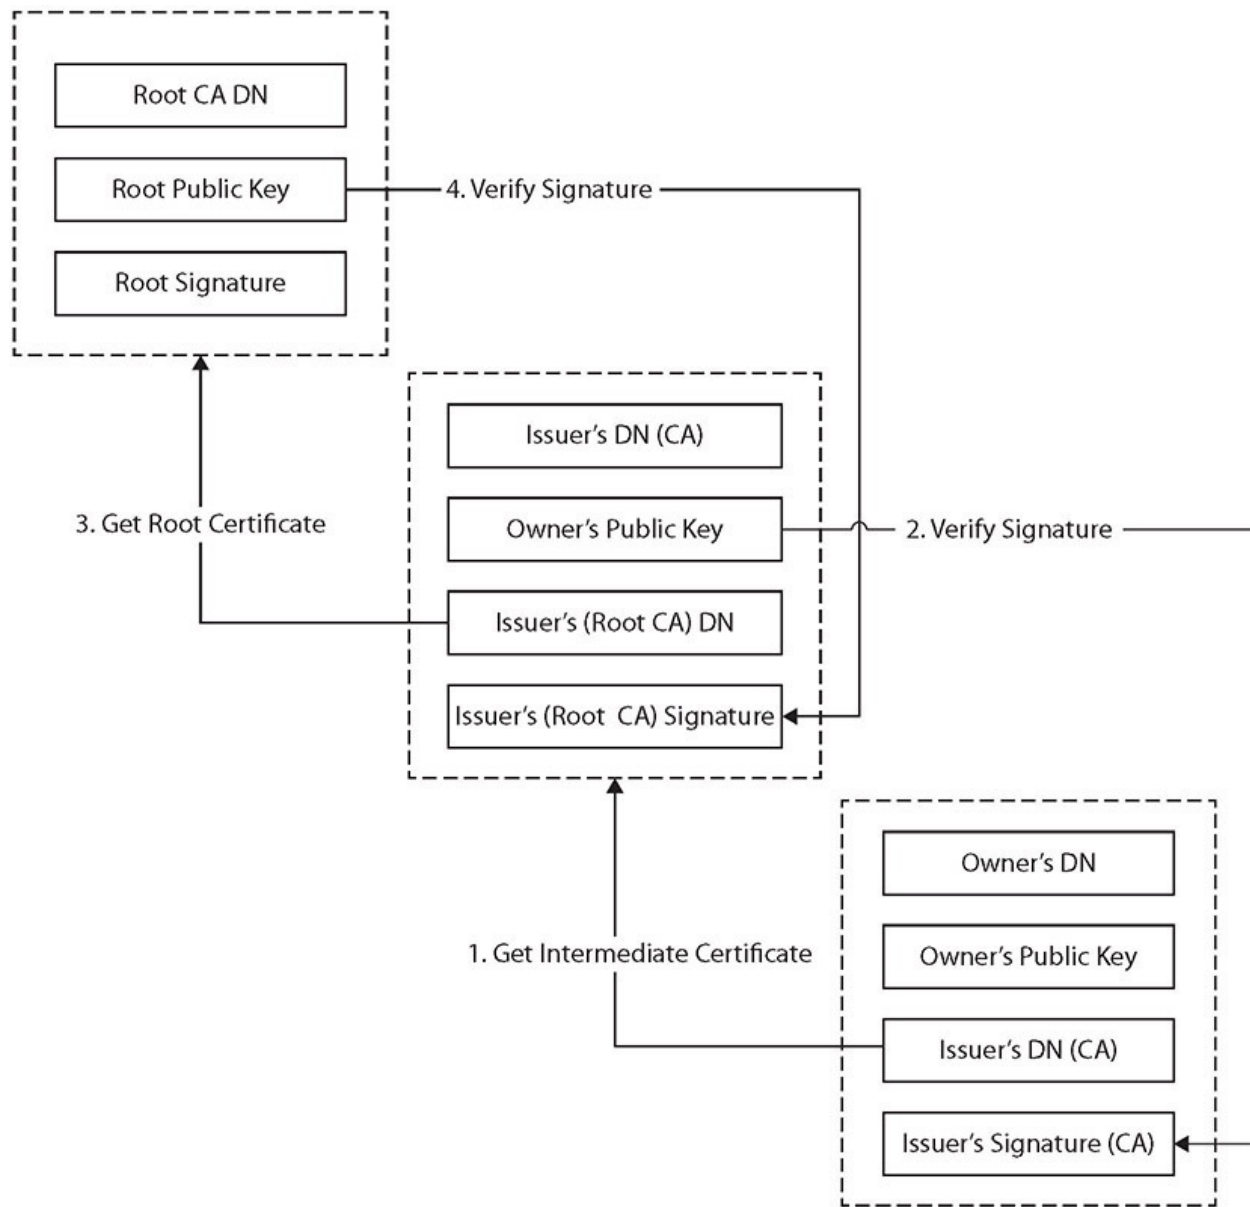 Root CA DN
Root Public Key
4. Verify Signature
Root Signature
Issuer's DN (CA)
3. Get Root Certificate
Owner's Public Key
2. Verify Signature
Issuer's (Root CA) DN
Issuer's (Root CA) Signature
Owner's DN
1. Get Intermediate Certificate
Owner's Public Key
Issuer's DN (CA)
Issuer's Signature (CA)